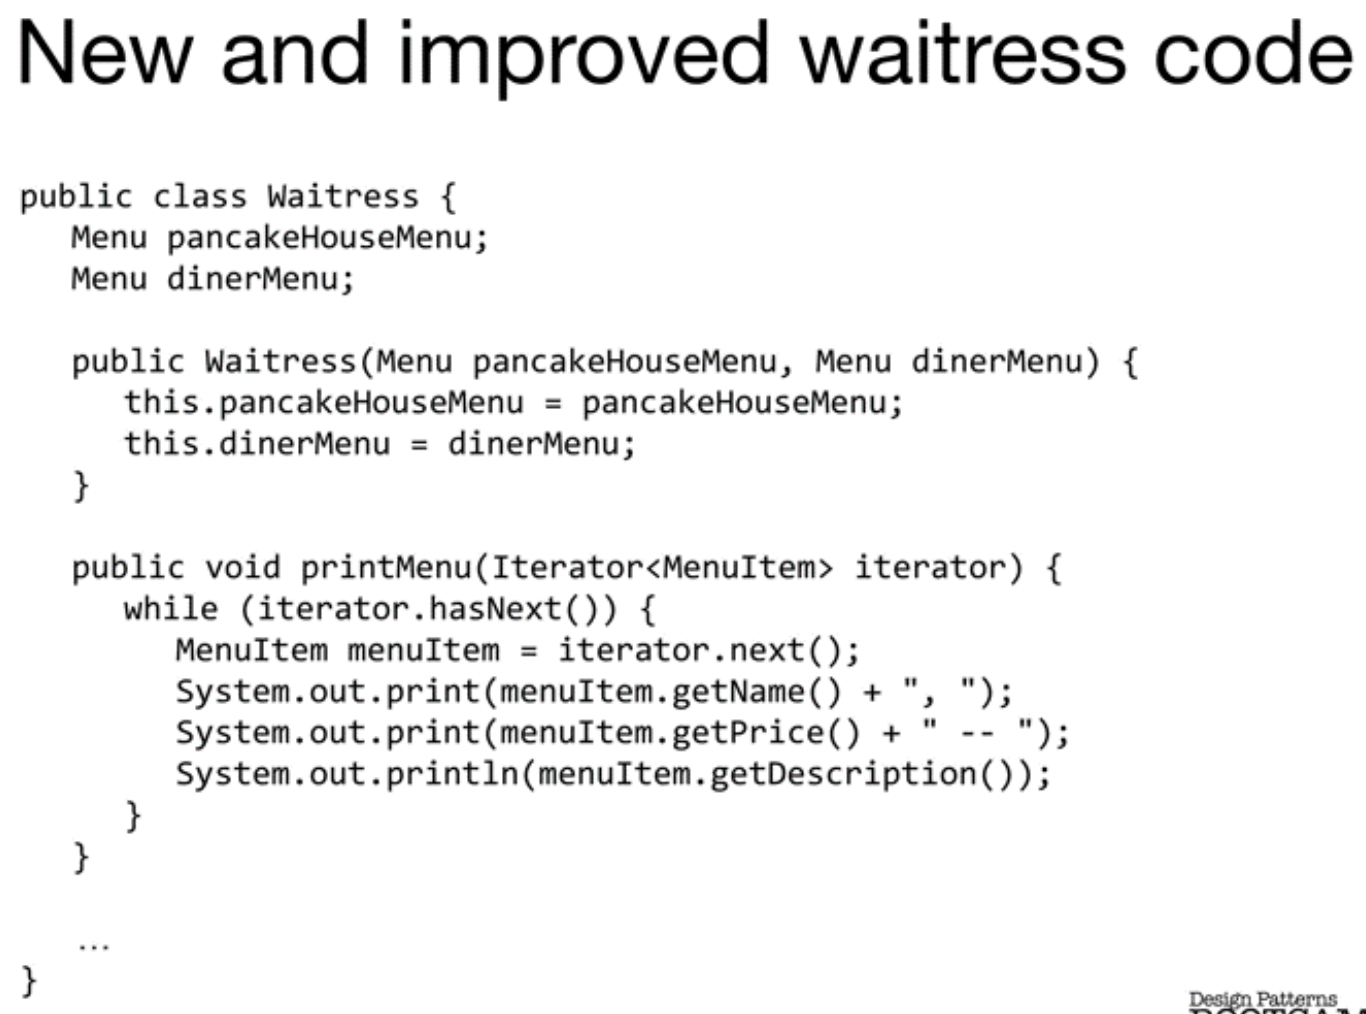 New and improved waitress code
public class Waitress {
Menu pancakeHouseMenu;
Menu dinerMenu;
public Waitress(Menu pancakeHouseMenu, Menu dinerMenu) {
this.pancakeHouseMenu = pancakeHouseMenu;
this.dinerMenu = dinerMenu;
}
public void printMenu(Iterator<MenuItem> iterator) {
while (iterator.hasNext()) {
MenuItem menuItem = iterator.next();
System.out.print(menuItem.getName() + ", ");
System.out.print(menuItem.getPrice() + " -- ");
System.out.println(menuItem.getDescription());
}
}
...
}
Design Patterns